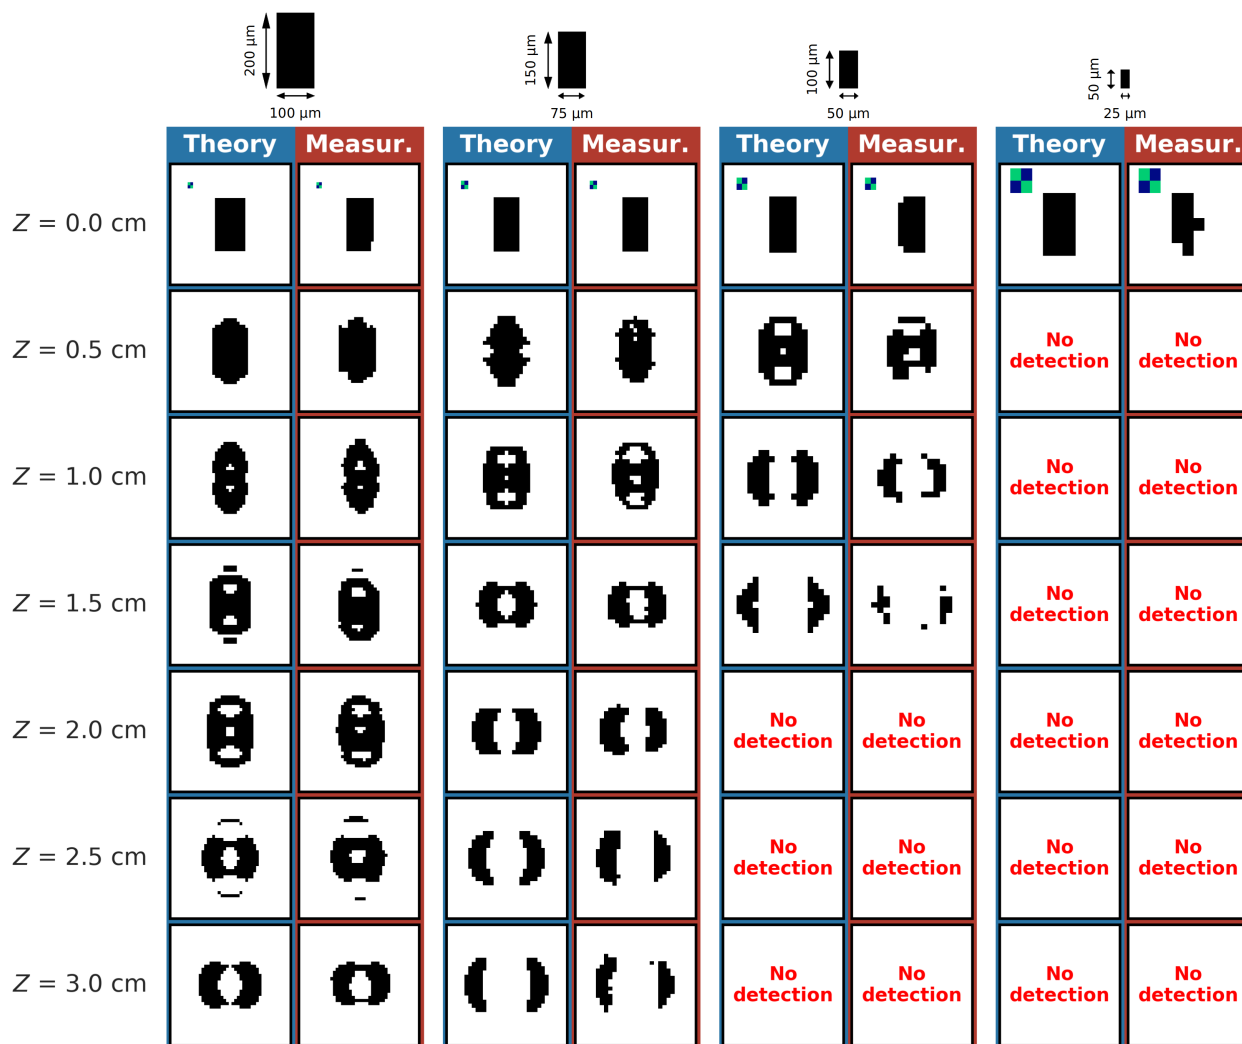 200 µm
100 µm
150 µm
75 µm
100 µm
50 µm
50 µm
25 µm
Theory Measur. Theory Measur. Theory Measur. Theory Measur.
Z = 0.0 cm
Z = 0.5 cm
No detection
No detection
Z = 1.0 cm
No detection
No detection
Z = 1.5 cm
No detection
No detection
Z = 2.0 cm
No detection
No detection
No detection
No detection
Z = 2.5 cm
No detection
No detection
No detection
No detection
Z = 3.0 cm
No detection
No detection
No detection
No detection